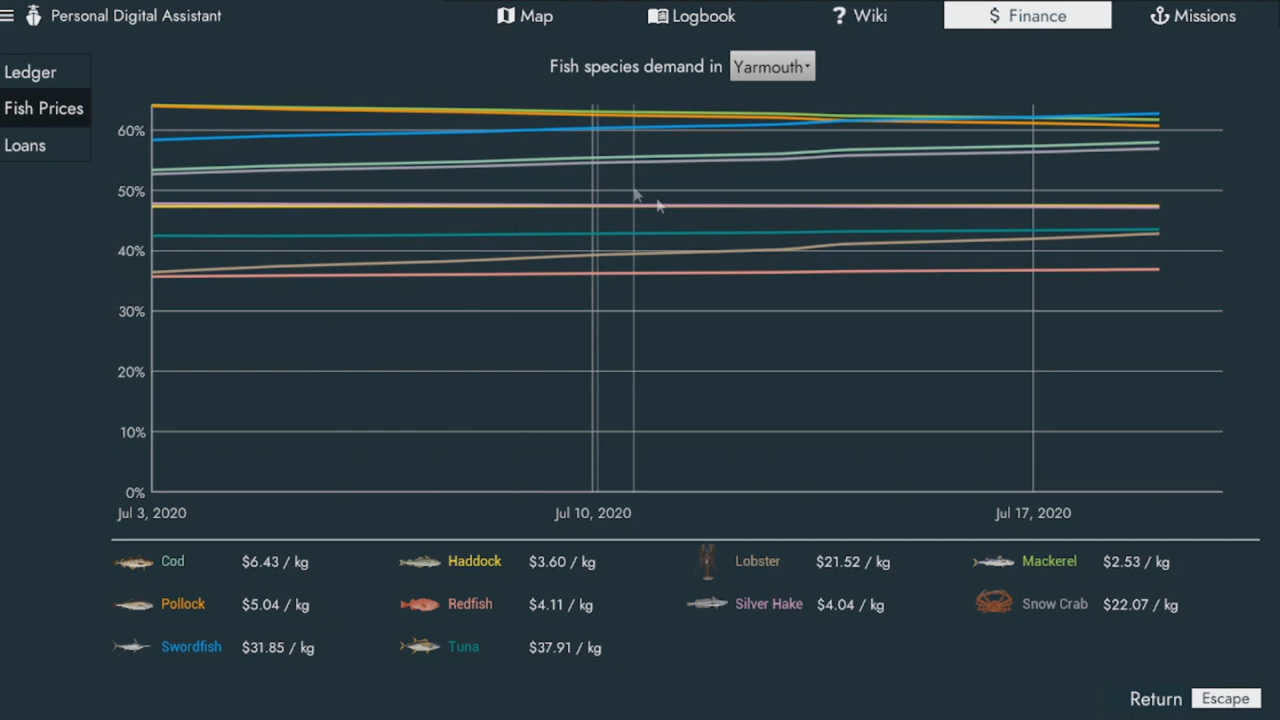 Personal Digital Assistant
Map
Logbook
? Wiki
$ Finance
Missions
Ledger
Fish Prices
Loans
Fish species demand in Yarmouth
60%
50%
40%
30%
20%
10%
0%
Jul 3, 2020 Jul 10, 2020 Jul 17, 2020
Cod $6.43 / kg Haddock $3.60 / kg Lobster $21.52 / kg Mackerel $2.53 / kg
Pollock $5.04 / kg Redfish $4.11 / kg Silver Hake $4.04 / kg Snow Crab $22.07 / kg
Swordfish $31.85 / kg Tuna $37.91 / kg
Return Escape